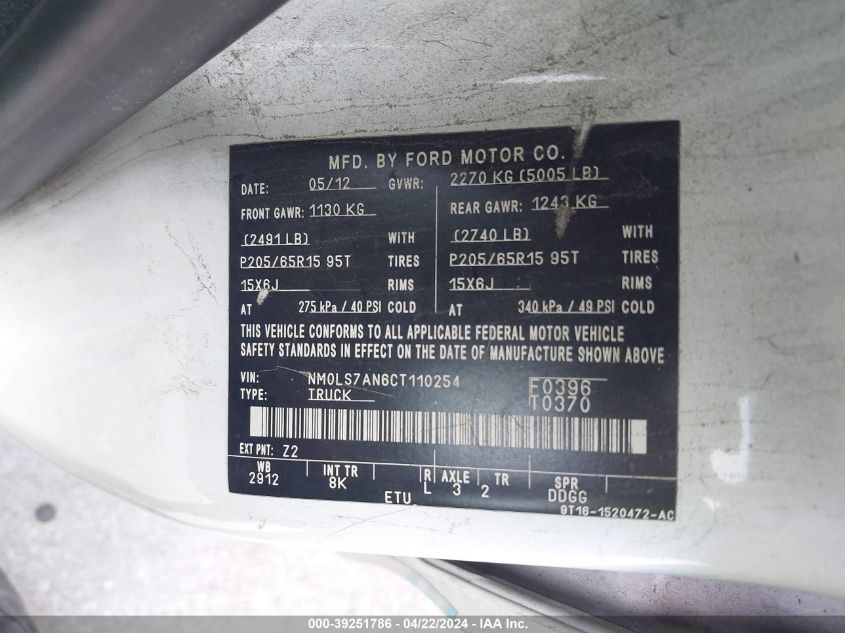 MFD. BY FORD MOTOR CO.
DATE: 05/12 GVWR: 2270 KG (5005 LB)
FRONT GAWR: 1130 KG REAR GAWR: 1243 KG
(2491 LB) WITH (2740 LB) WITH
P205/65R15 95T TIRES P205/65R15 95T TIRES
15X6J RIMS 15X6J RIMS
AT 275 kPa / 40 PSI COLD AT 340 kPa / 49 PSI COLD
THIS VEHICLE CONFORMS TO ALL APPLICABLE FEDERAL MOTOR VEHICLE
SAFETY STANDARDS IN EFFECT ON THE DATE OF MANUFACTURE SHOWN ABOVE
VIN: NM0LS7AN6CT110254 F0396
TYPE: TRUCK T0370
EXT PNT: Z2
WB INT TR R AXLE TR SPR
2912 8K L 3 2 DDGG
ETU 9T16-1520472-AC
000-39251786 - 04/22/2024 - IAA Inc.